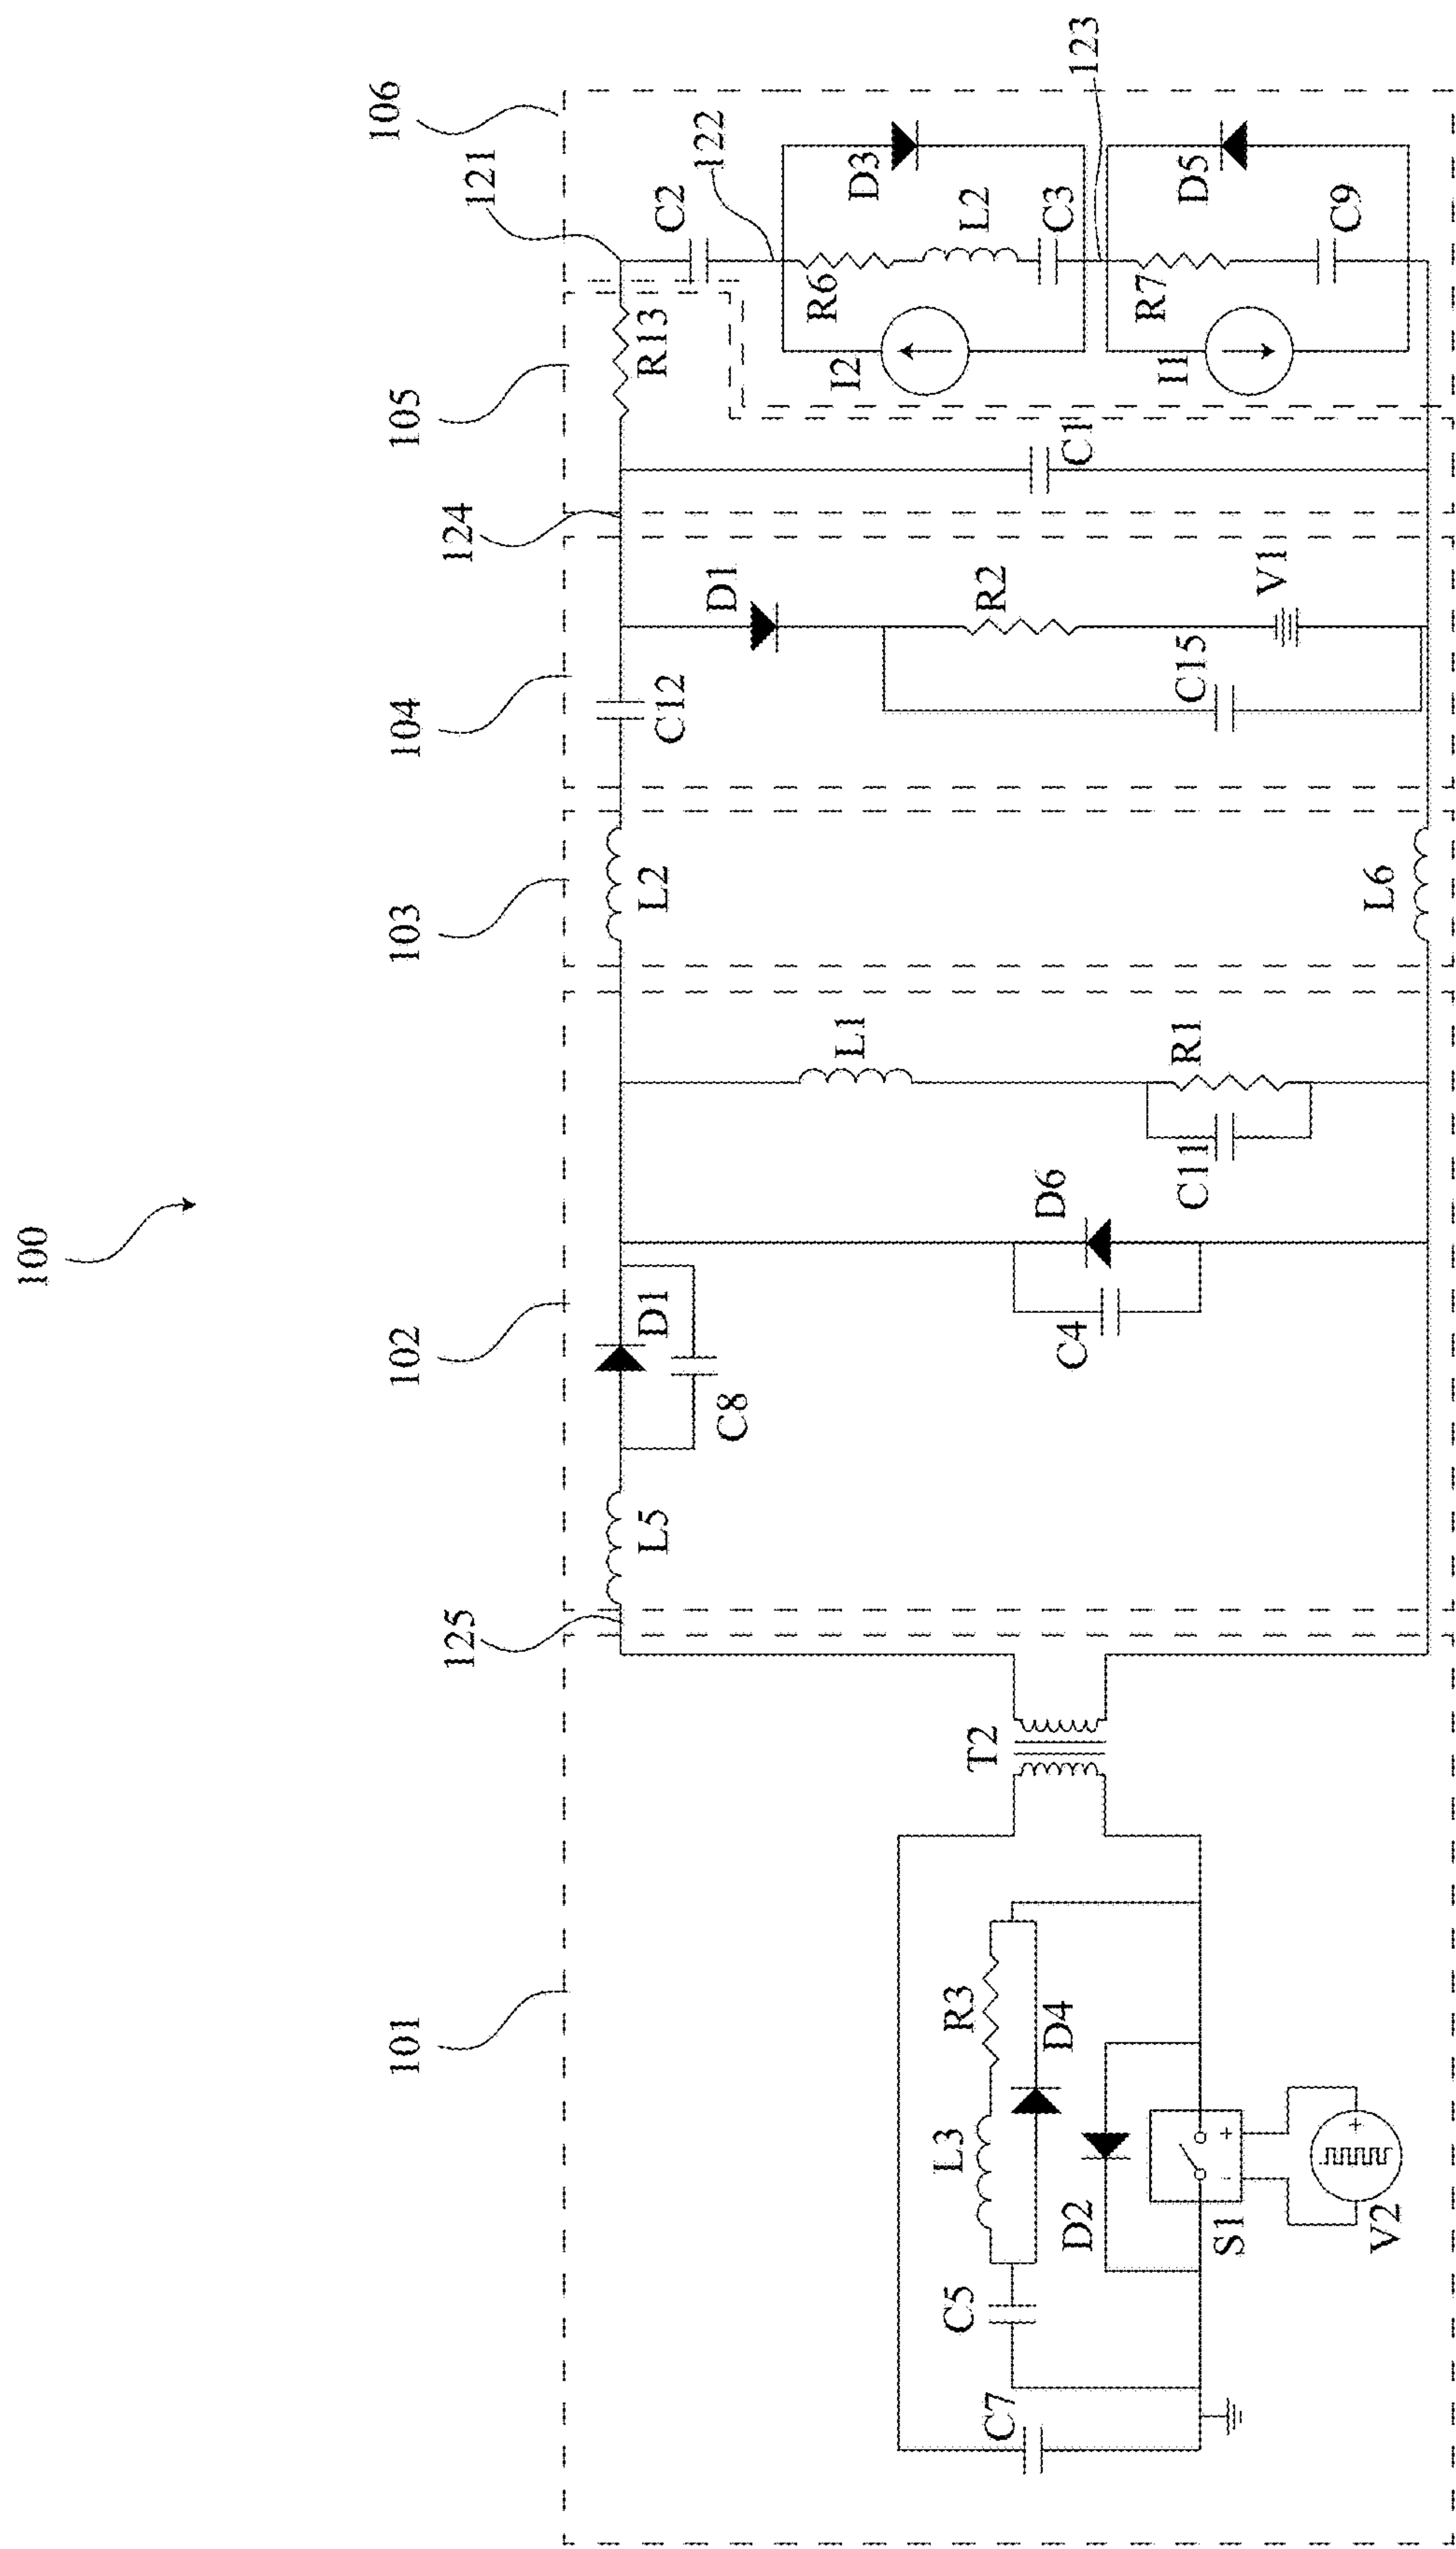 100
101
125
102
103
104
124
105
121
106
122
123
C7
C5
L3
R3
D4
D2
S1
V2
+
-
+
T2
L5
D1
C8
D6
C4
L1
R1
C11
L2
L6
C12
D1
R2
V1
C15
C1
R13
C2
D3
R6
L2
C3
I2
D5
R7
C9
I1